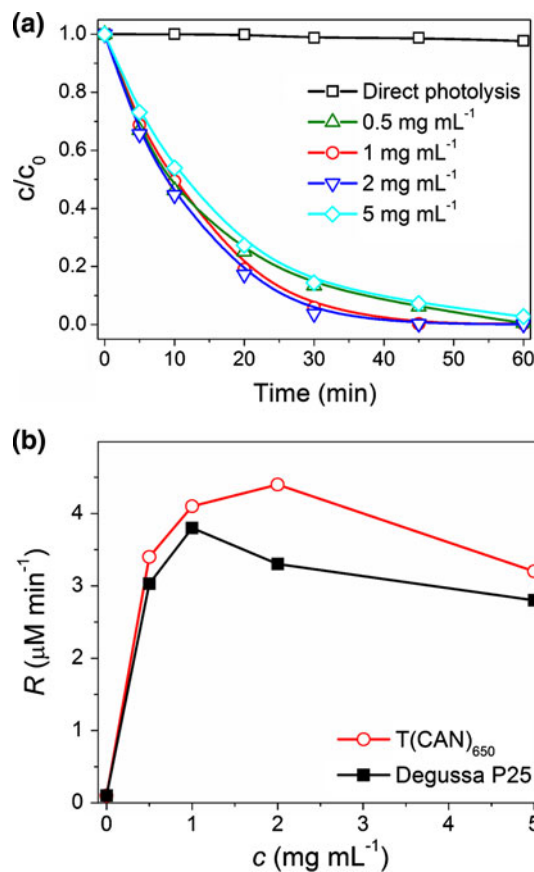 (a)
1.0
0.8
0.6
0.4
0.2
0.0
c/c₀
Direct photolysis
0.5 mg mL⁻¹
1 mg mL⁻¹
2 mg mL⁻¹
5 mg mL⁻¹
0 10 20 30 40 50 60
Time (min)
(b)
4
3
2
1
0
R (µM min⁻¹)
T(CAN)₆₅₀
Degussa P25
0 1 2 3 4 5
c (mg mL⁻¹)